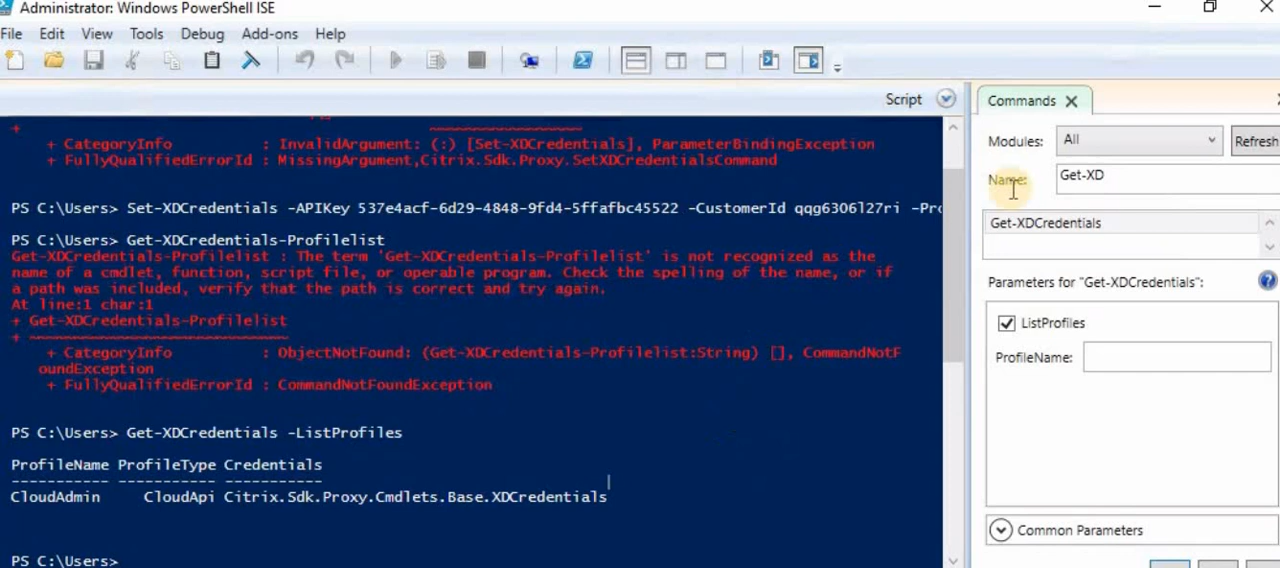 Administrator: Windows PowerShell ISE
File Edit View Tools Debug Add-ons Help
Script
+
+ CategoryInfo : InvalidArgument: (:) [Set-XDCredentials], ParameterBindingException
+ FullyQualifiedErrorId : MissingArgument,Citrix.Sdk.Proxy.SetXDCredentialsCommand
PS C:\Users> Set-XDCredentials -APIKey 537e4acf-6d29-4848-9fd4-5ffafbc45522 -CustomerId qqg6306l27ri -Pro
PS C:\Users> Get-XDCredentials-Profilelist
Get-XDCredentials-Profilelist : The term 'Get-XDCredentials-Profilelist' is not recognized as the
name of a cmdlet, function, script file, or operable program. Check the spelling of the name, or if
a path was included, verify that the path is correct and try again.
At line:1 char:1
+ Get-XDCredentials-Profilelist
+ ~~~~~~~~~~~~~~~~~~~~~~~~~~~~~
+ CategoryInfo : ObjectNotFound: (Get-XDCredentials-Profilelist:String) [], CommandNotF
oundException
+ FullyQualifiedErrorId : CommandNotFoundException
PS C:\Users> Get-XDCredentials -ListProfiles
ProfileName ProfileType Credentials
----------- ----------- -----------
CloudAdmin CloudApi Citrix.Sdk.Proxy.Cmdlets.Base.XDCredentials
PS C:\Users>
Commands
Modules: All Refresh
Name: Get-XD
Get-XDCredentials
Parameters for "Get-XDCredentials":
ListProfiles
ProfileName:
Common Parameters